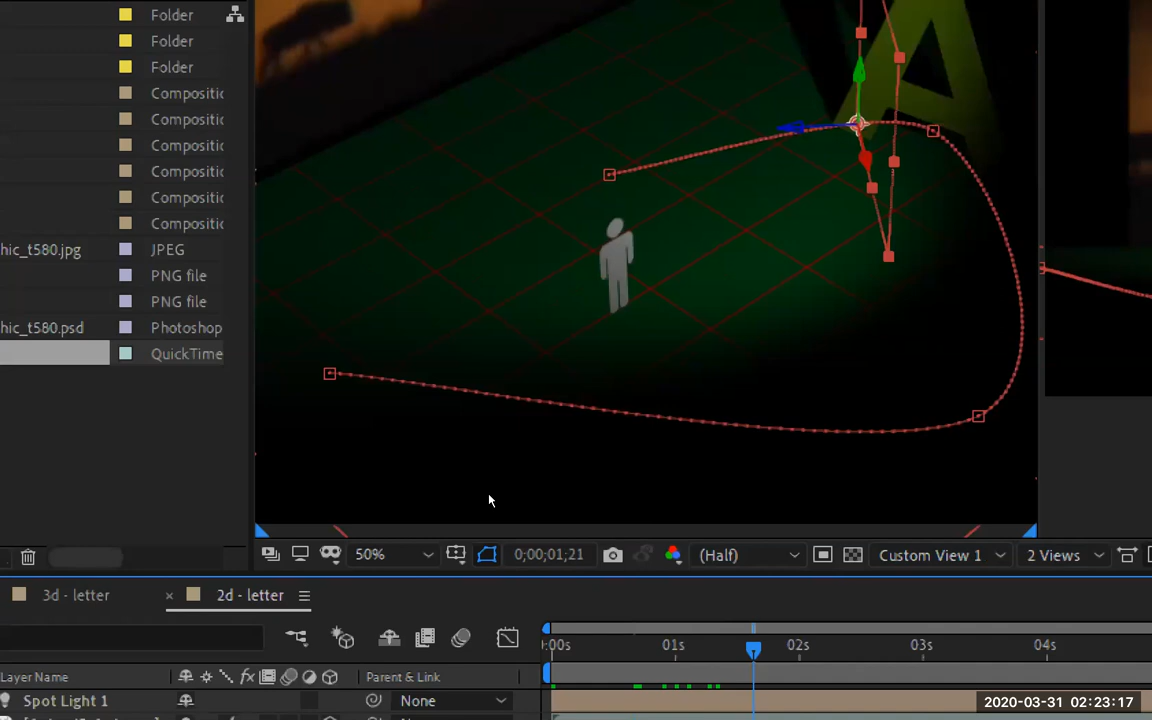 Folder
Folder
Folder
Compositic
Compositic
Compositic
Compositic
Compositic
Compositic
hic_t580.jpg JPEG
PNG file
PNG file
hic_t580.psd Photoshop
QuickTime
A
50% 0;00;01;21 (Half) Custom View 1 2 Views
3d - letter × 2d - letter
:00s 01s 02s 03s 04s
Layer Name fx Parent & Link
Spot Light 1 None
2020-03-31 02:23:17